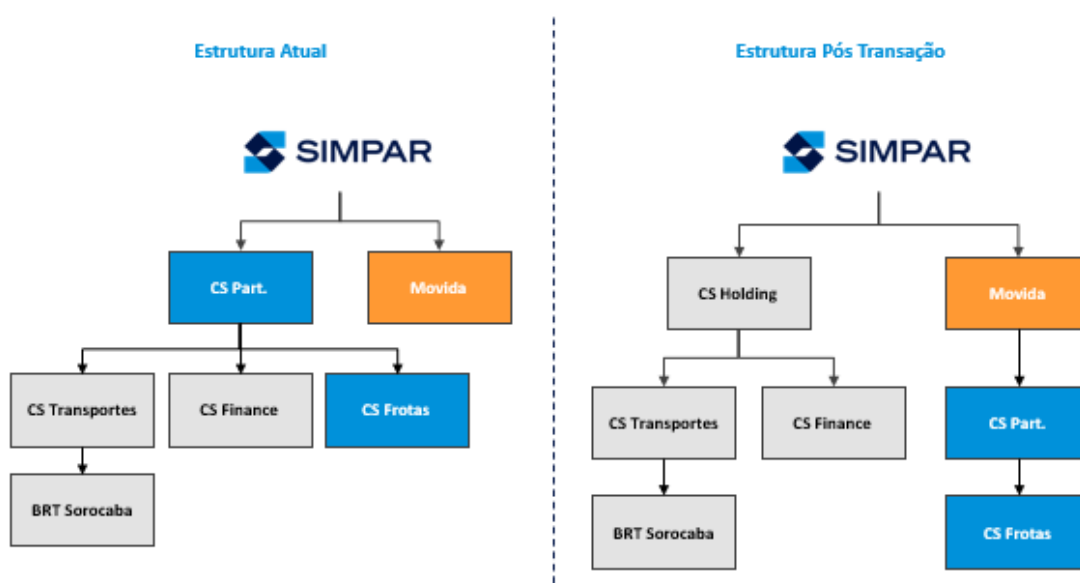 Estrutura Atual
SIMPAR
CS Part.
Movida
CS Transportes
CS Finance
CS Frotas
BRT Sorocaba
Estrutura Pós Transação
SIMPAR
CS Holding
Movida
CS Transportes
CS Finance
CS Part.
BRT Sorocaba
CS Frotas